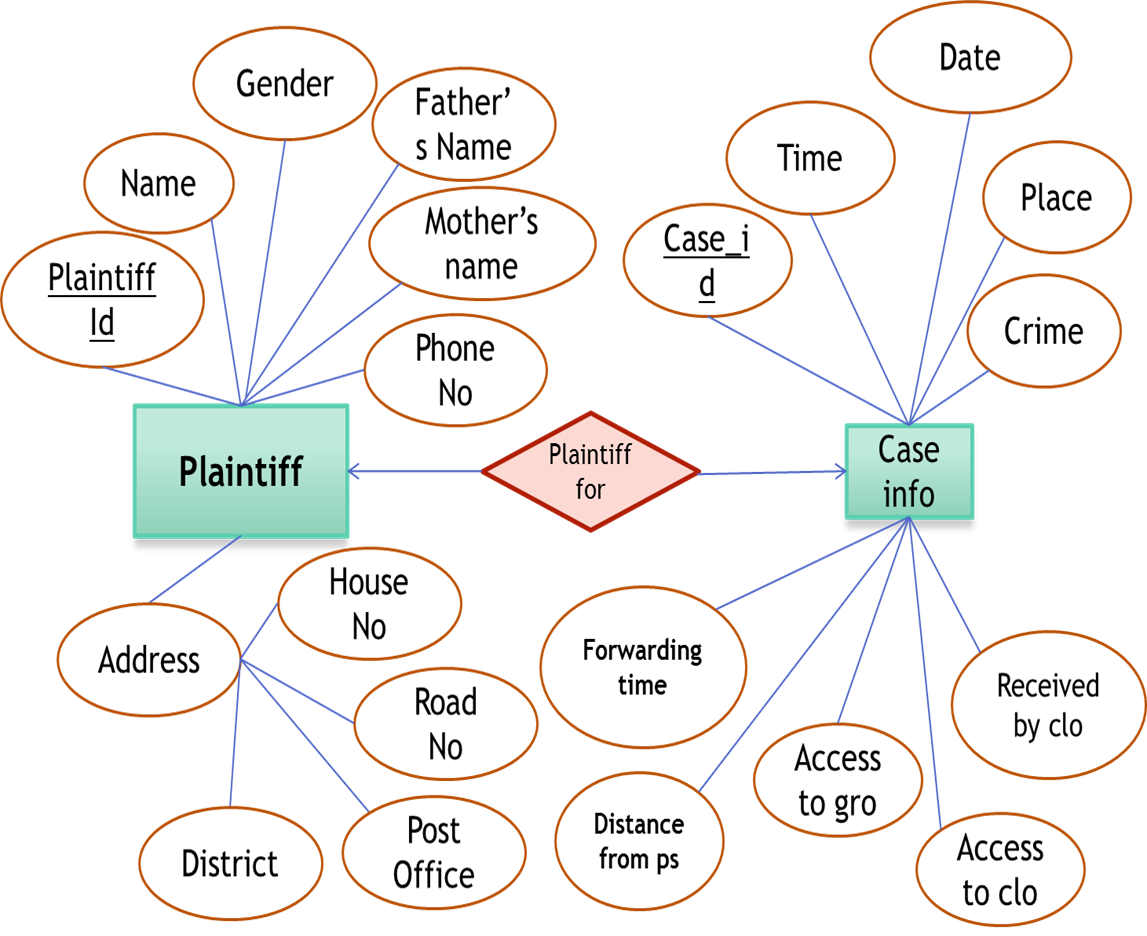 Gender
Father’
s Name
Name
Mother’s
name
Plaintiff
Id
Phone
No
Plaintiff
Address
House
No
Road
No
Post
Office
District
Plaintiff
for
Date
Time
Place
Case_i
d
Crime
Case
info
Forwarding
time
Received
by clo
Access
to gro
Distance
from ps
Access
to clo